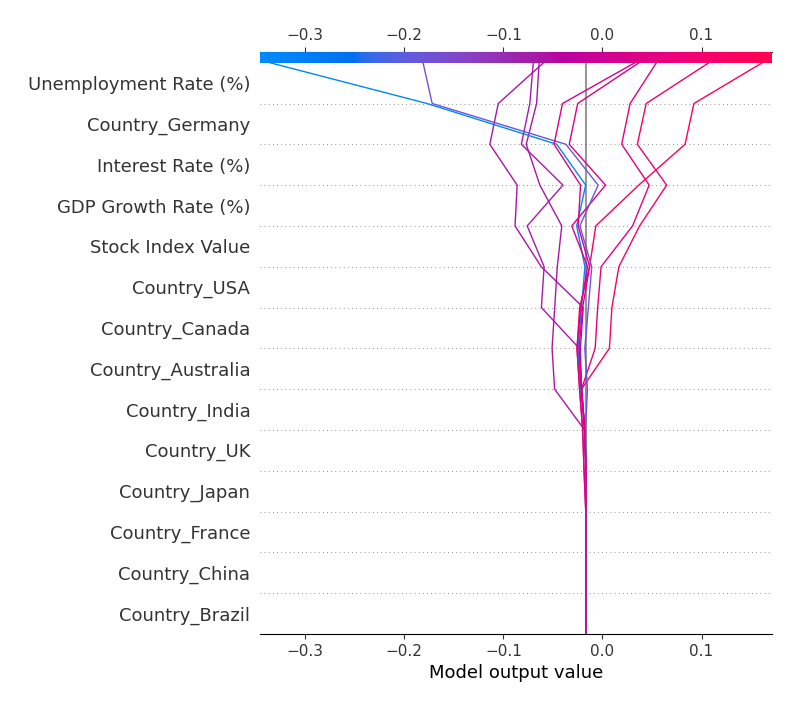 −0.3 −0.2 −0.1 0.0 0.1
Unemployment Rate (%)
Country_Germany
Interest Rate (%)
GDP Growth Rate (%)
Stock Index Value
Country_USA
Country_Canada
Country_Australia
Country_India
Country_UK
Country_Japan
Country_France
Country_China
Country_Brazil
−0.3 −0.2 −0.1 0.0 0.1
Model output value